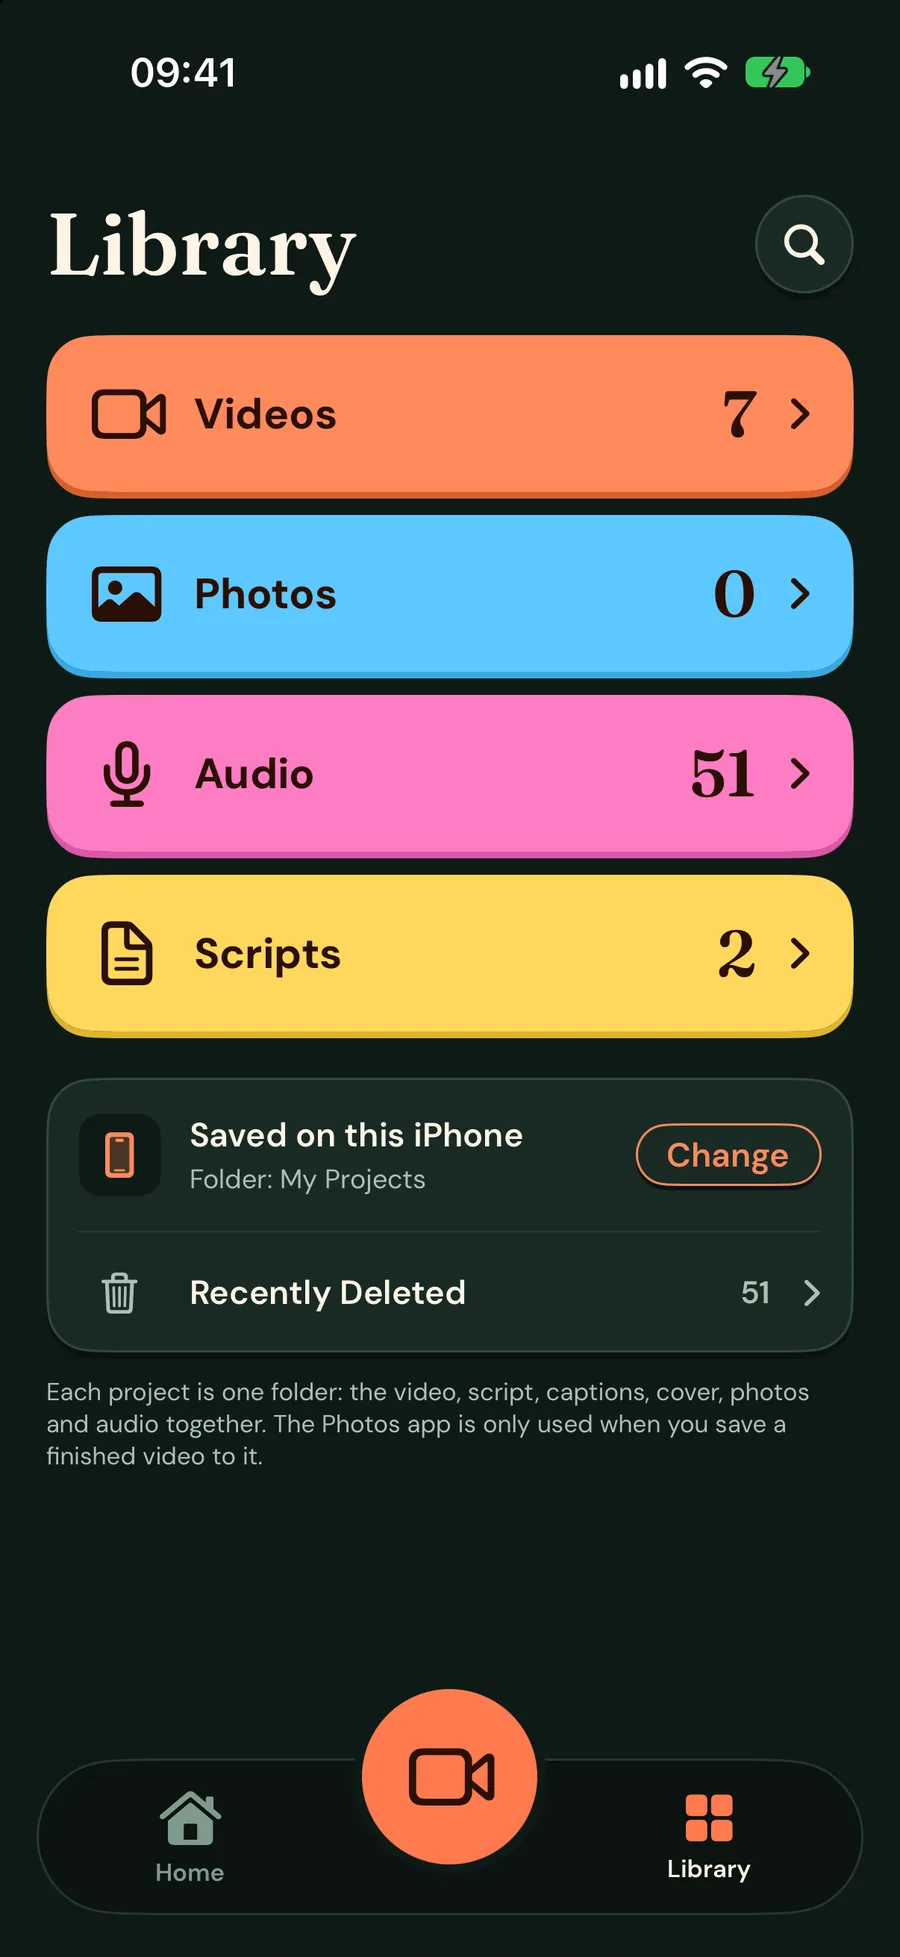 09:41
Library
Videos 7
Photos 0
Audio 51
Scripts 2
Saved on this iPhone
Folder: My Projects
Change
Recently Deleted 51
Each project is one folder: the video, script, captions, cover, photos
and audio together. The Photos app is only used when you save a
finished video to it.
Home
Library